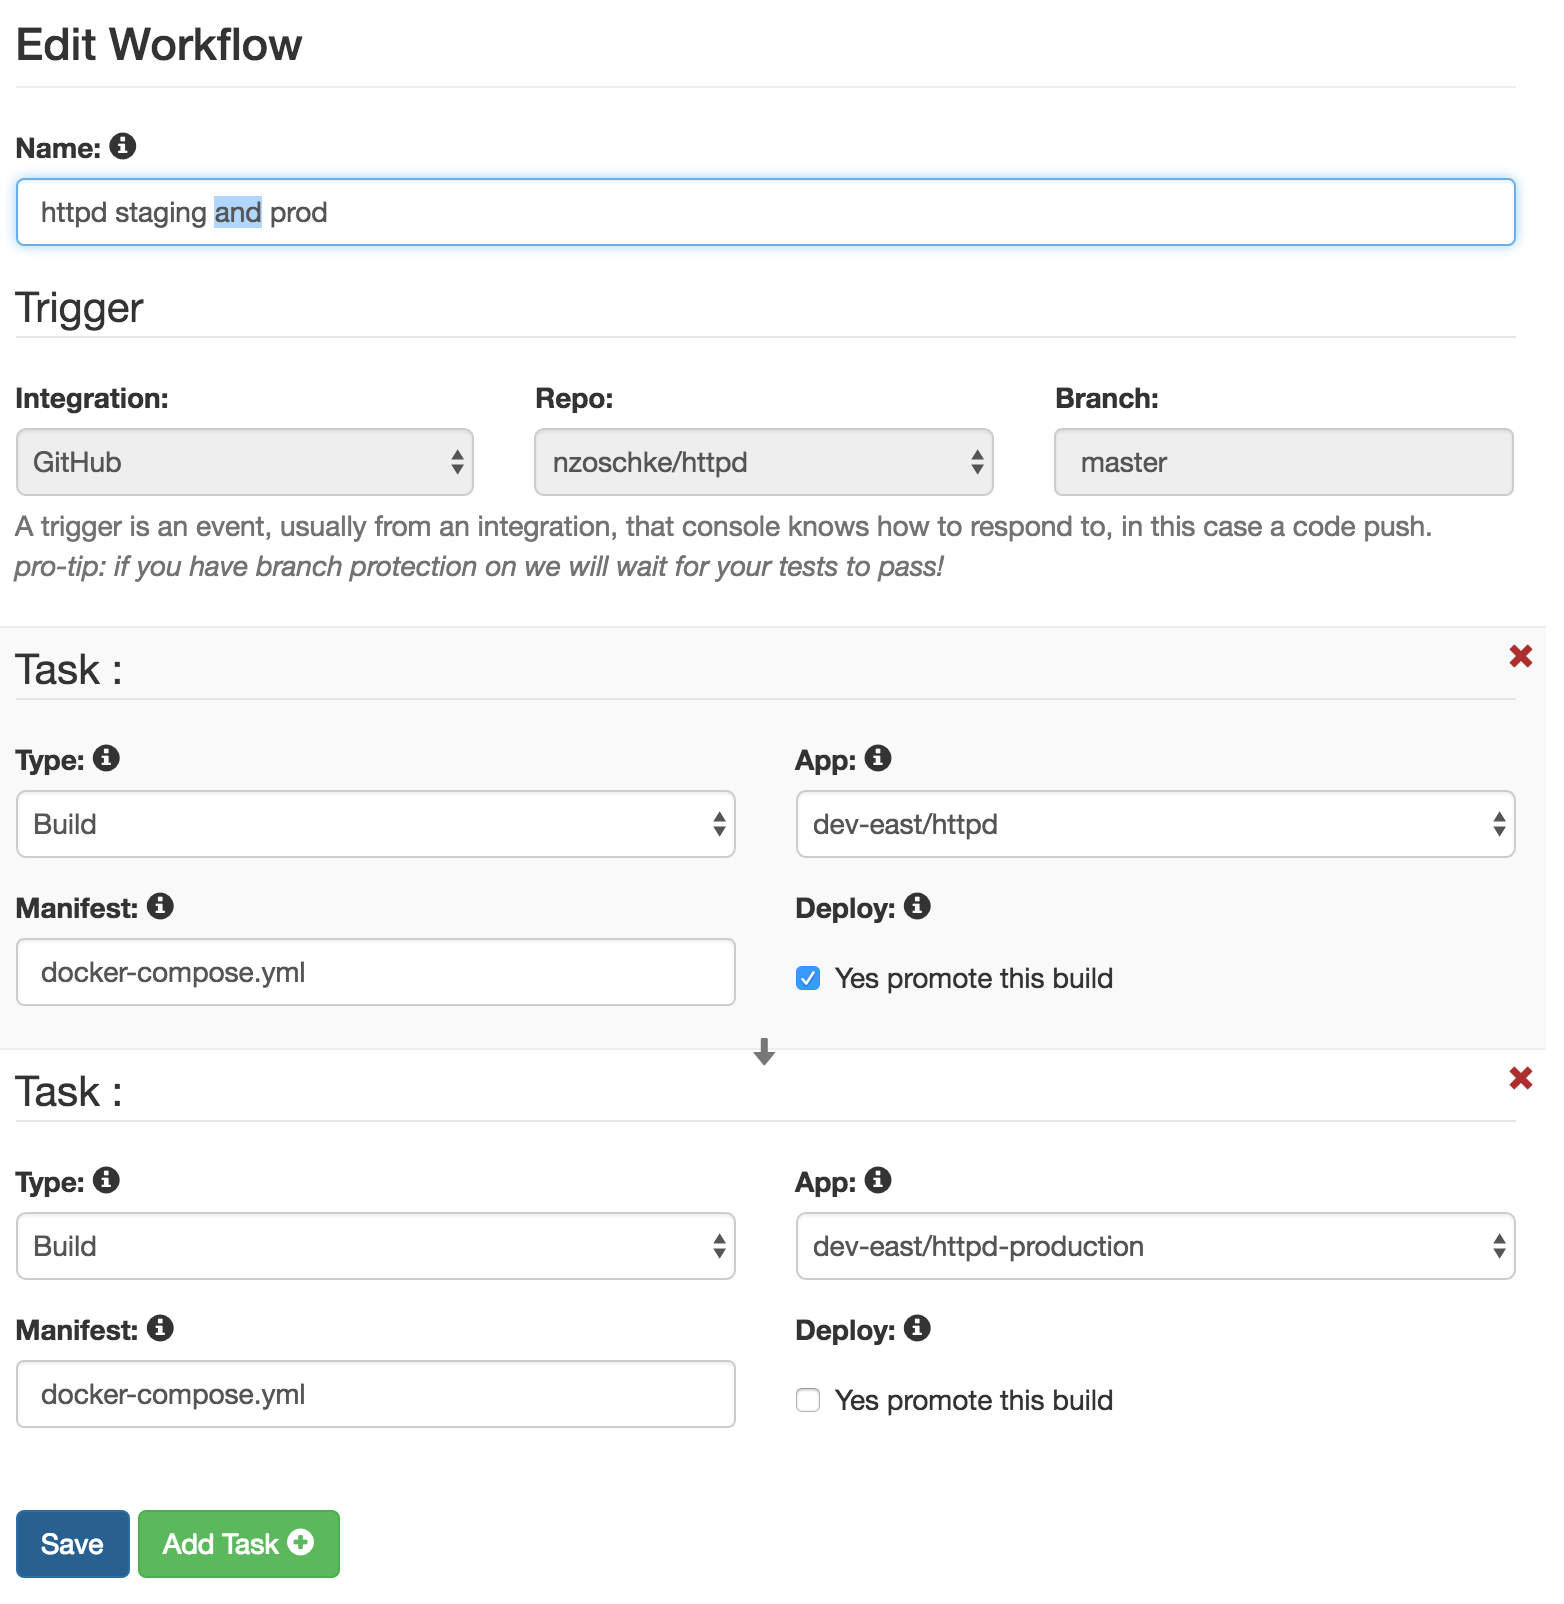 Edit Workflow
Name:
httpd staging and prod
Trigger
Integration: Repo: Branch:
GitHub nzoschke/httpd master
A trigger is an event, usually from an integration, that console knows how to respond to, in this case a code push.
pro-tip: if you have branch protection on we will wait for your tests to pass!
Task :
Type: App:
Build dev-east/httpd
Manifest: Deploy:
docker-compose.yml Yes promote this build
Task :
Type: App:
Build dev-east/httpd-production
Manifest: Deploy:
docker-compose.yml Yes promote this build
Save Add Task